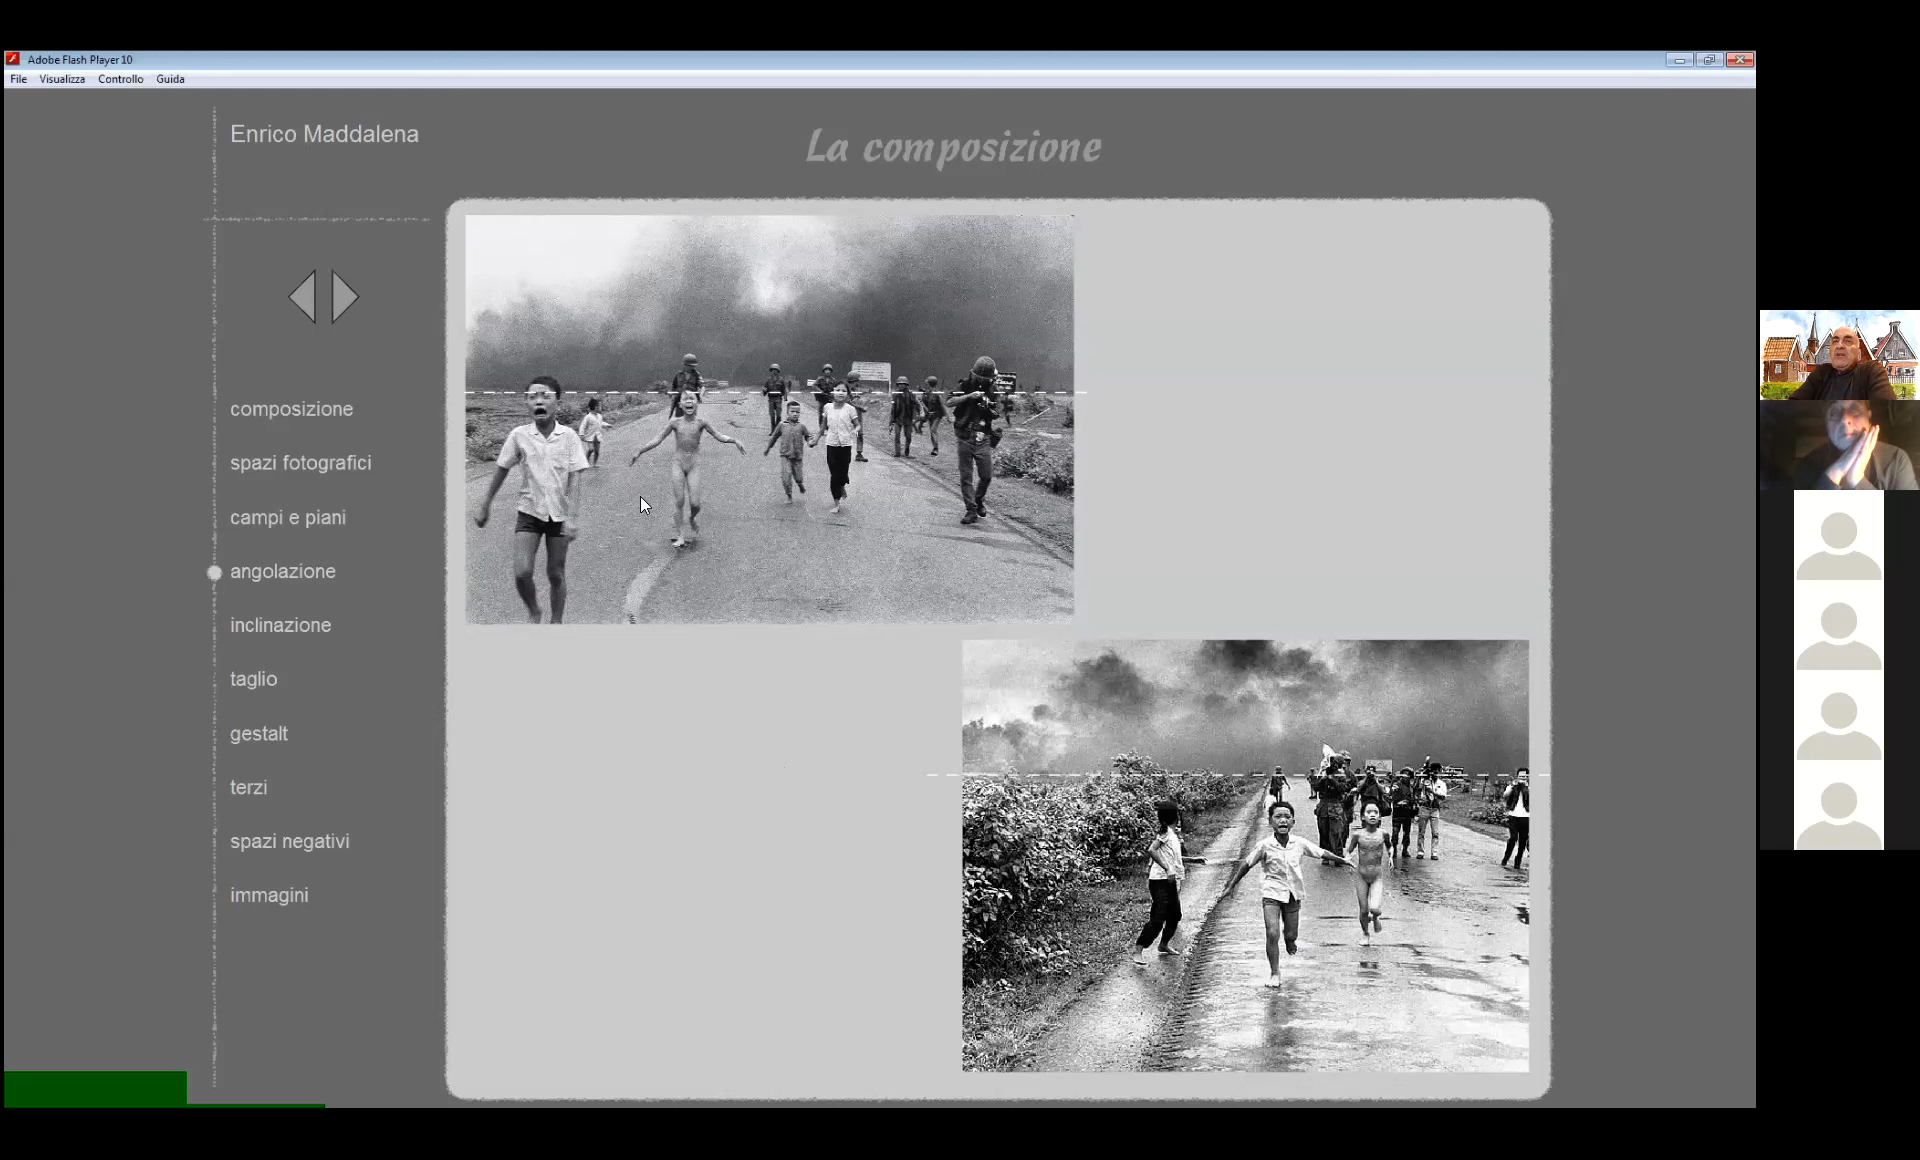 Adobe Flash Player 10
File Visualizza Controllo Guida
Enrico Maddalena
La composizione
composizione
spazi fotografici
campi e piani
angolazione
inclinazione
taglio
gestalt
terzi
spazi negativi
immagini